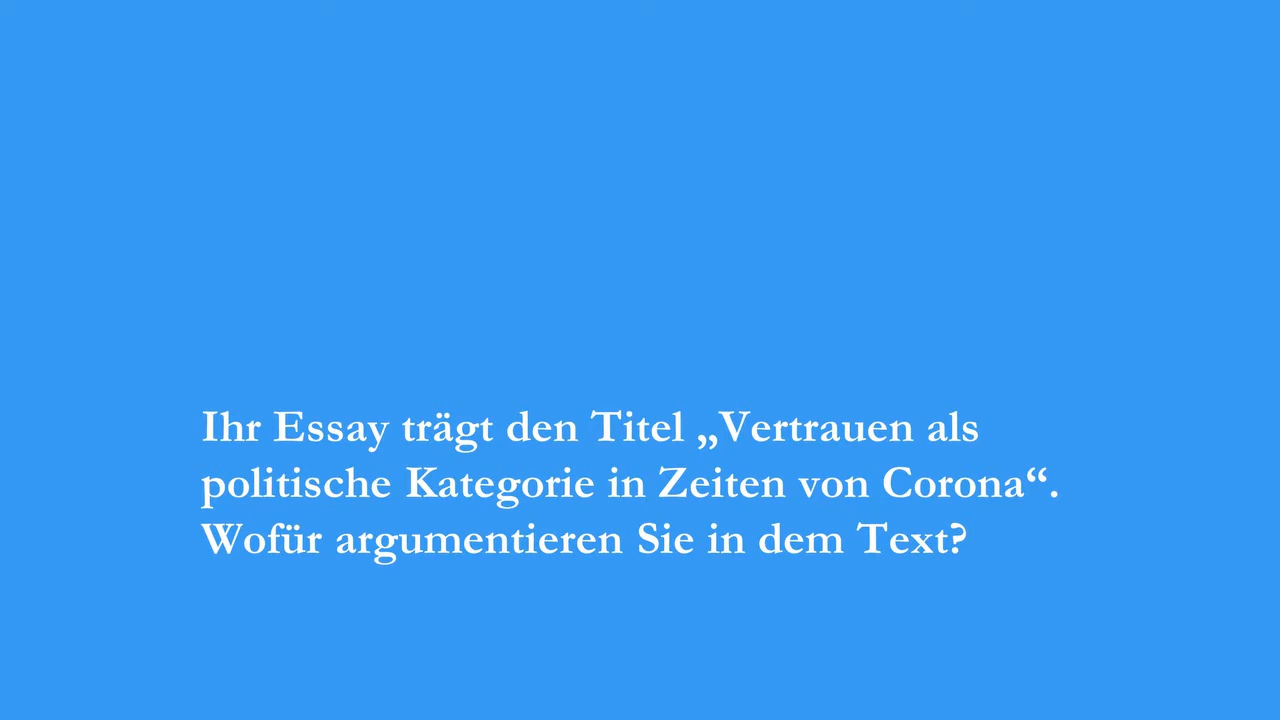 Ihr Essay trägt den Titel „Vertrauen als
politische Kategorie in Zeiten von Corona“.
Wofür argumentieren Sie in dem Text?